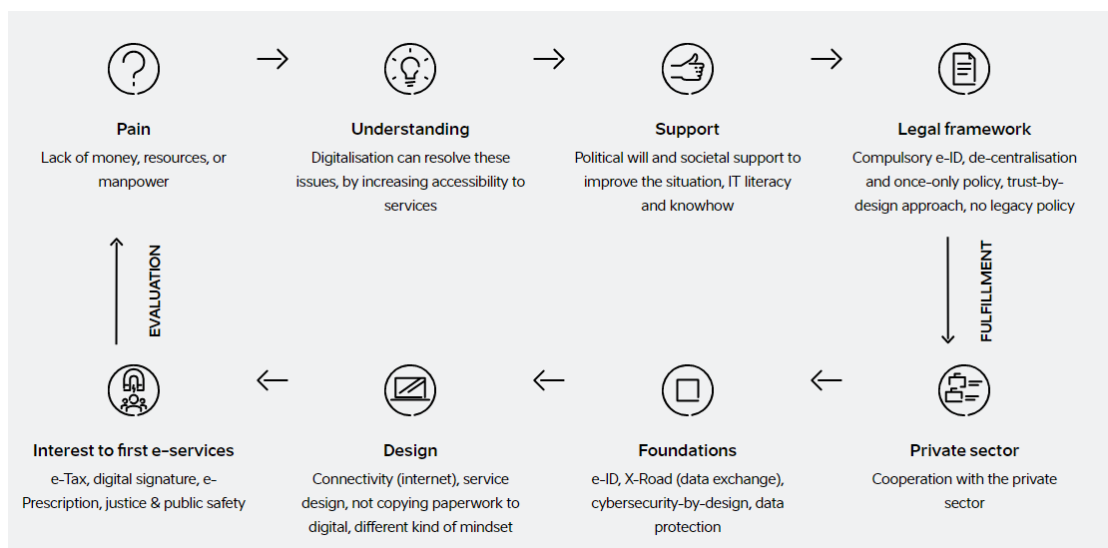 Pain
Lack of money, resources, or
manpower
Understanding
Digitalisation can resolve these
issues, by increasing accessibility to
services
Support
Political will and societal support to
improve the situation, IT literacy
and knowhow
Legal framework
Compulsory e-ID, de-centralisation
and once-only policy, trust-by-
design approach, no legacy policy
EVALUATION
FULFILLMENT
Interest to first e-services
e-Tax, digital signature, e-
Prescription, justice & public safety
Design
Connectivity (internet), service
design, not copying paperwork to
digital, different kind of mindset
Foundations
e-ID, X-Road (data exchange),
cybersecurity-by-design, data
protection
Private sector
Cooperation with the private
sector